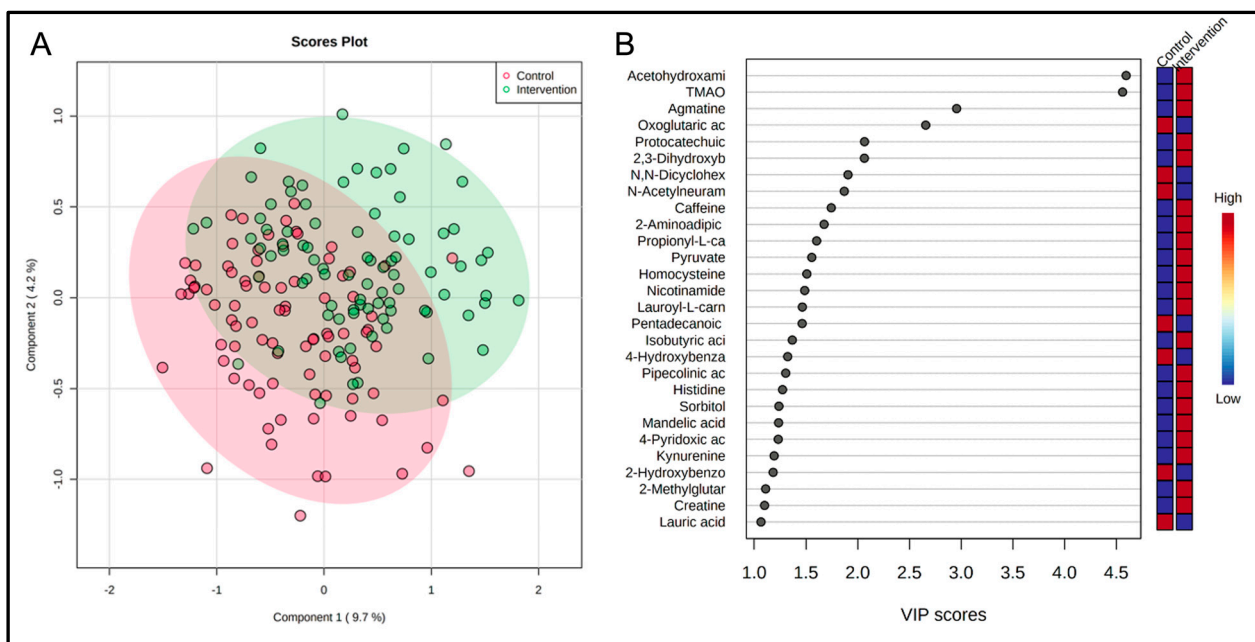 A
Scores Plot
Control
Intervention
Component 2 ( 4.2 %)
1.0
0.5
0.0
-0.5
-1.0
-2
-1
0
1
2
Component 1 ( 9.7 %)
B
Control
Intervention
Acetohydroxami
TMAO
Agmatine
Oxoglutaric ac
Protocatechuic
2,3-Dihydroxyb
N,N-Dicyclohex
N-Acetylneuram
Caffeine
2-Aminoadipic
Propionyl-L-ca
Pyruvate
Homocysteine
Nicotinamide
Lauroyl-L-carn
Pentadecanoic
Isobutyric aci
4-Hydroxybenza
Pipecolinic ac
Histidine
Sorbitol
Mandelic acid
4-Pyridoxic ac
Kynurenine
2-Hydroxybenzo
2-Methylglutar
Creatine
Lauric acid
1.0
1.5
2.0
2.5
3.0
3.5
4.0
4.5
VIP scores
High
Low